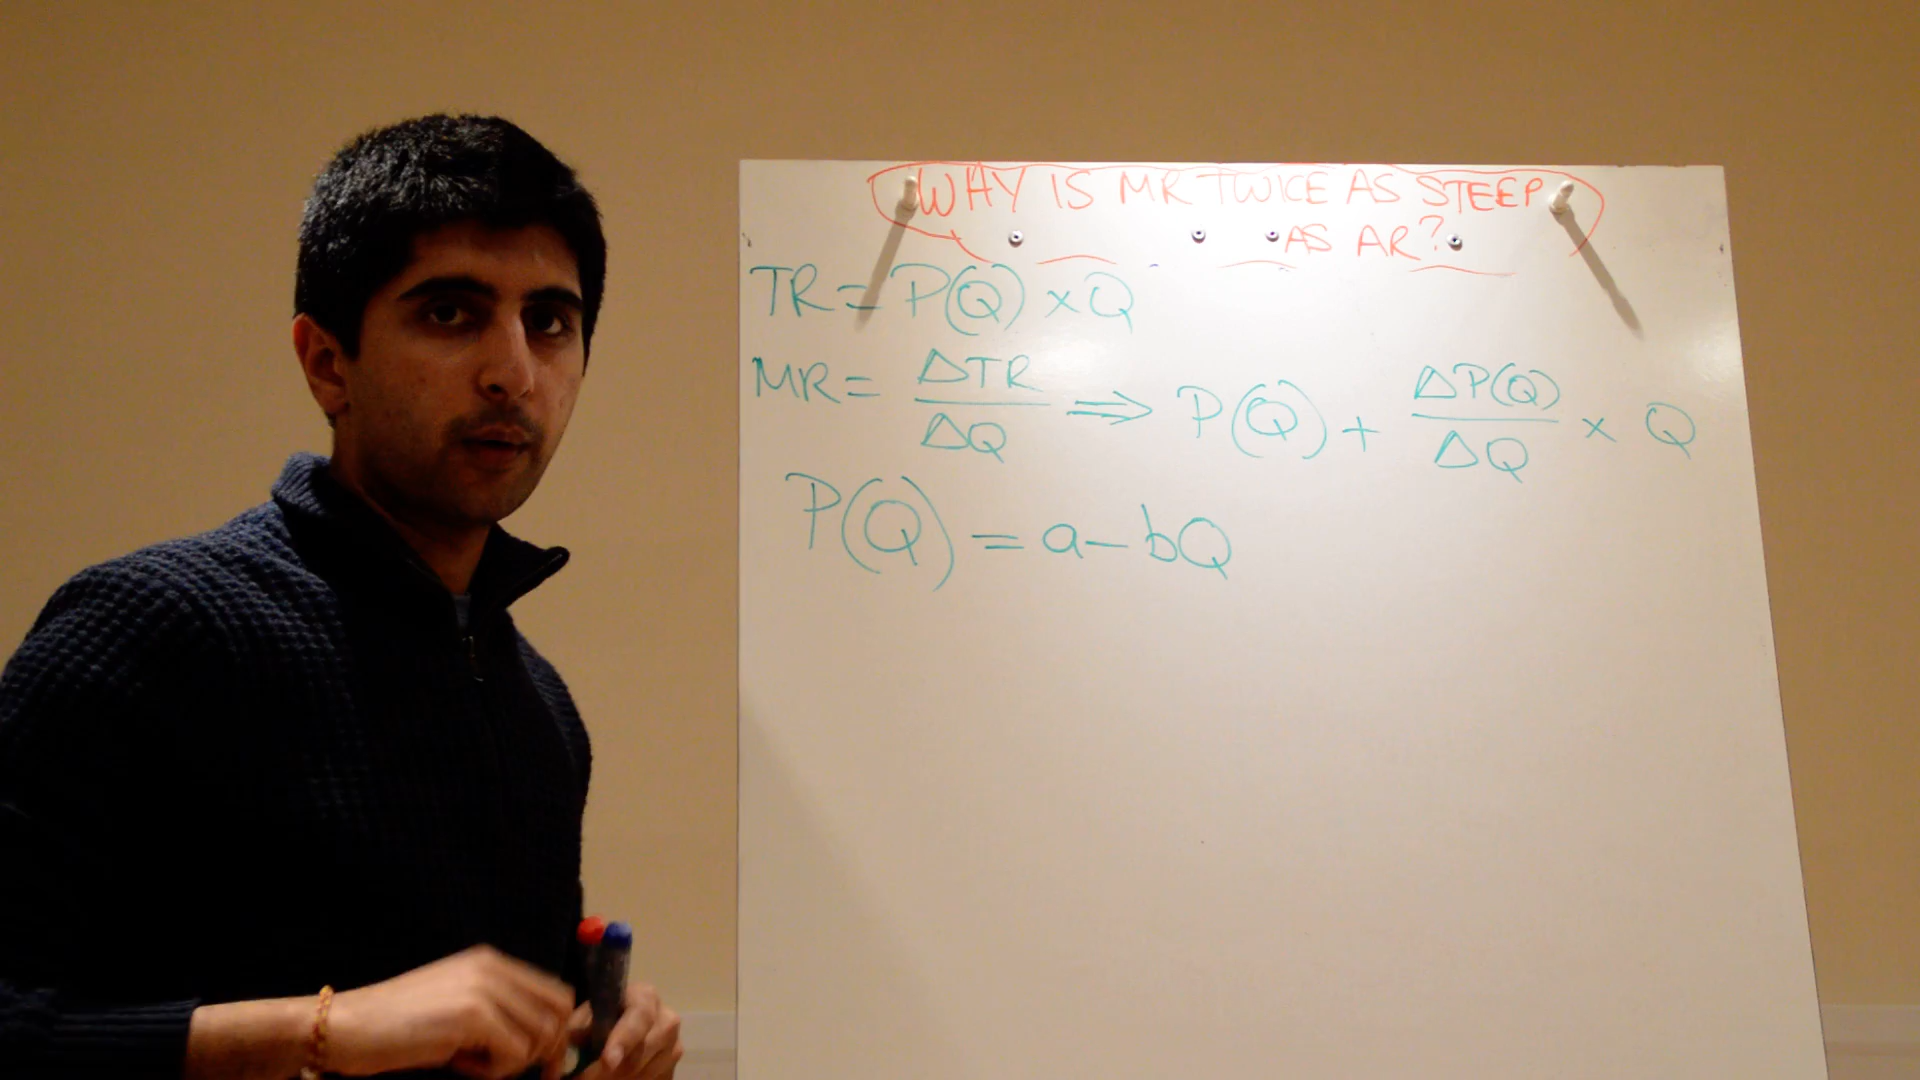 WHY IS MR TWICE AS STEEP
AS AR?
TR = P(Q) × Q
MR = ΔTR/ΔQ ⇒ P(Q) + ΔP(Q)/ΔQ × Q
P(Q) = a - bQ